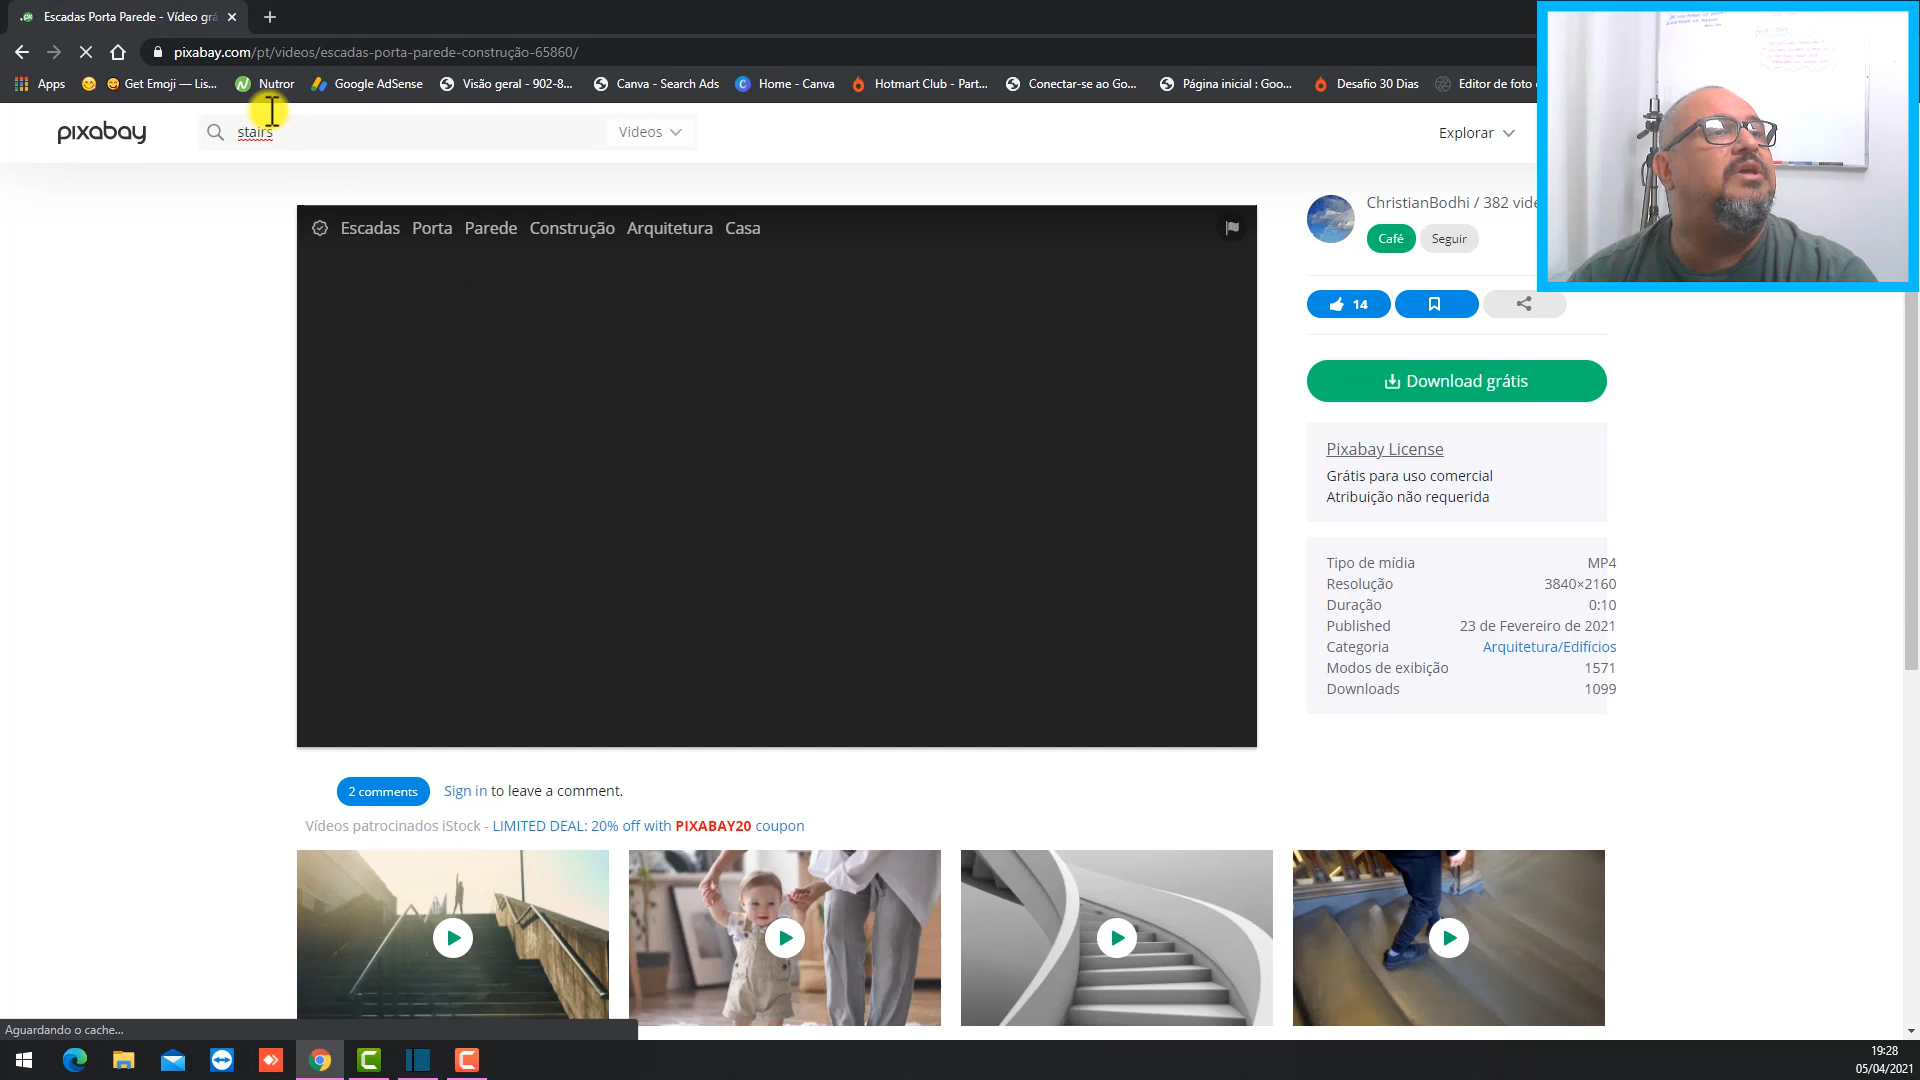 Escadas Porta Parede - Vídeo grá
pixabay.com/pt/videos/escadas-porta-parede-construção-65860/
Apps Get Emoji — Lis... Nutror Google AdSense Visão geral - 902-8... Canva - Search Ads Home - Canva Hotmart Club - Part... Conectar-se ao Go... Página inicial : Goo... Desafio 30 Dias Editor de foto
pixabay stairs Videos Explorar
Escadas Porta Parede Construção Arquitetura Casa
ChristianBodhi / 382 vide
Café Seguir
14
Download grátis
Pixabay License
Grátis para uso comercial
Atribuição não requerida
Tipo de mídia MP4
Resolução 3840×2160
Duração 0:10
Published 23 de Fevereiro de 2021
Categoria Arquitetura/Edifícios
Modos de exibição 1571
Downloads 1099
2 comments Sign in to leave a comment.
Vídeos patrocinados iStock - LIMITED DEAL: 20% off with PIXABAY20 coupon
Aguardando o cache...
19:28
05/04/2021